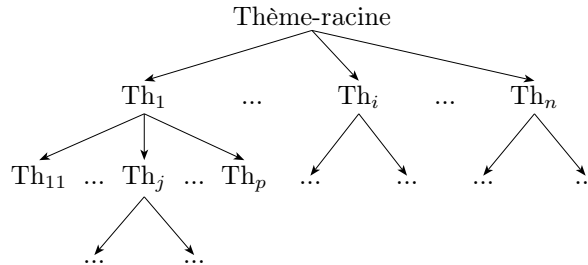 Thème-racine
Th₁ ... Thᵢ ... Thₙ
Th₁₁ ... Thⱼ ... Thₚ ... ... ... ..
... ...